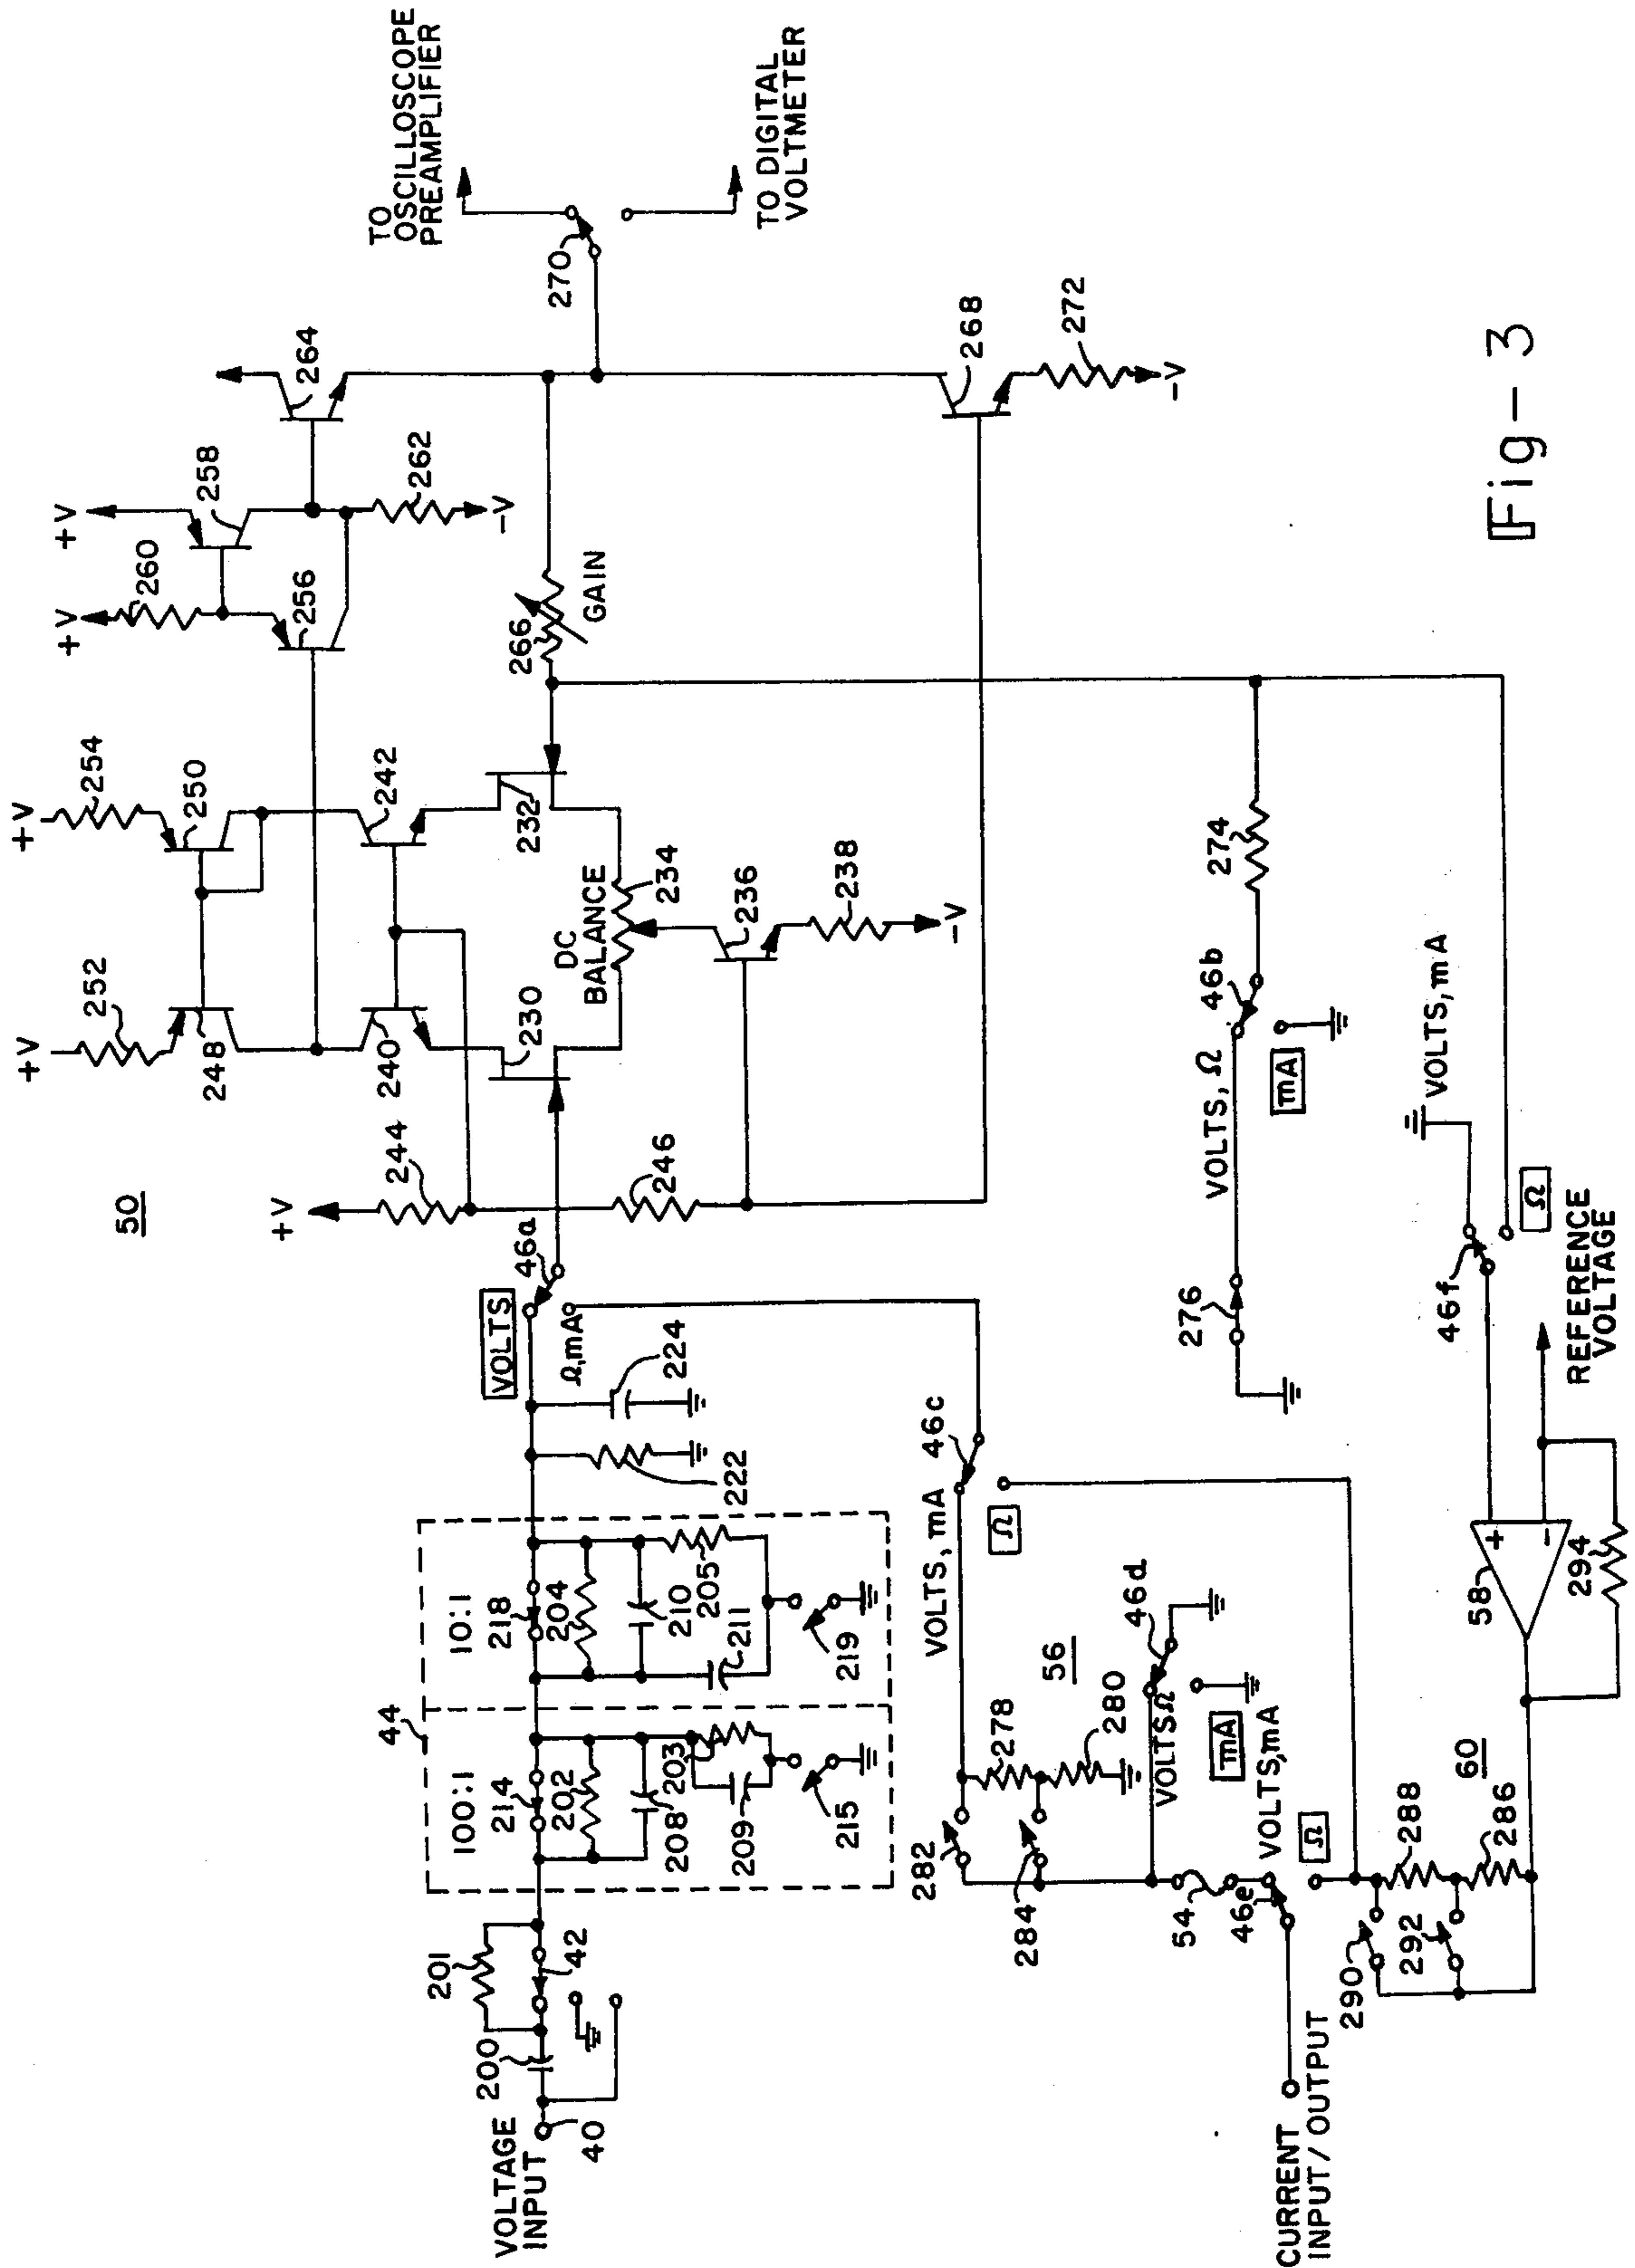 50
+V
252
248
+V
254
250
240
242
+V
244
246
230
232
DC
BALANCE
234
236
238
-V
+V
260
256
+V
258
262
-V
264
266
GAIN
268
272
-V
270
TO
OSCILLOSCOPE
PREAMPLIFIER
TO DIGITAL
VOLTMETER
VOLTAGE
INPUT
40
200
201
42
44
100:1
214
202
208
203
209
215
10:1
218
204
210
205
211
219
222
224
VOLTS
Ω,mA
46a
VOLTS, mA
46c
Ω
56
278
280
282
284
VOLTSΩ
46d
mA
54
46e
VOLTS,mA
Ω
CURRENT
INPUT/OUTPUT
290
292
288
286
60
58
+
-
294
REFERENCE
VOLTAGE
46f
VOLTS, mA
Ω
276
VOLTS, Ω
46b
mA
274
Fig-3